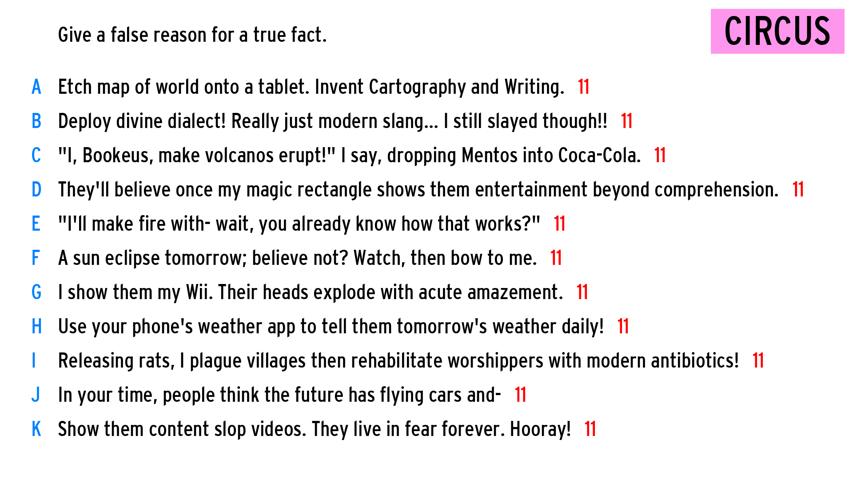 Give a false reason for a true fact.
CIRCUS
A Etch map of world onto a tablet. Invent Cartography and Writing. 11
B Deploy divine dialect! Really just modern slang... I still slayed though!! 11
C "I, Bookeus, make volcanos erupt!" I say, dropping Mentos into Coca-Cola. 11
D They'll believe once my magic rectangle shows them entertainment beyond comprehension. 11
E "I'll make fire with- wait, you already know how that works?" 11
F A sun eclipse tomorrow; believe not? Watch, then bow to me. 11
G I show them my Wii. Their heads explode with acute amazement. 11
H Use your phone's weather app to tell them tomorrow's weather daily! 11
I Releasing rats, I plague villages then rehabilitate worshippers with modern antibiotics! 11
J In your time, people think the future has flying cars and- 11
K Show them content slop videos. They live in fear forever. Hooray! 11